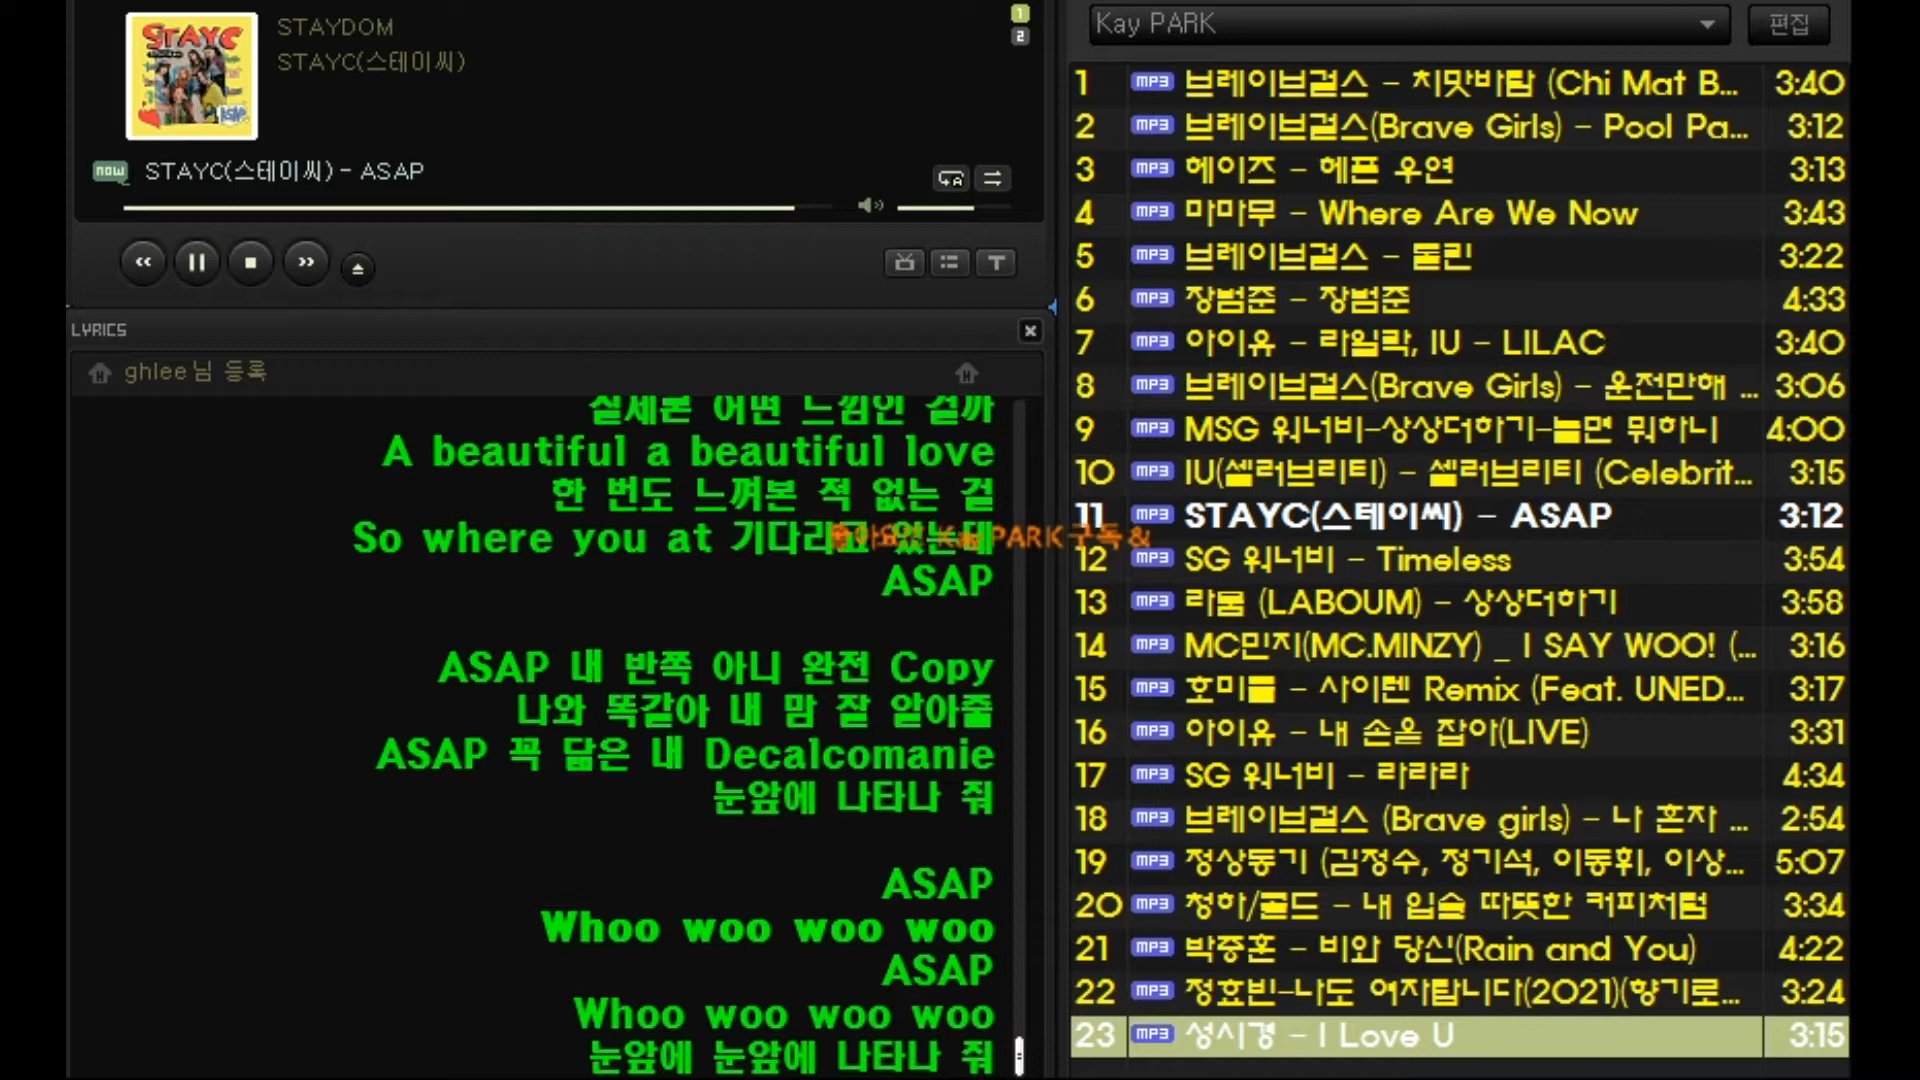 STAYC
ASAP
STAYDOM
STAYC(스테이씨)
1
2
now STAYC(스테이씨) - ASAP
LYRICS
ghlee님 등록
실제론 어떤 느낌인 걸까
A beautiful a beautiful love
한 번도 느껴본 적 없는 걸
So where you at 기다리고 있는데
ASAP
ASAP 내 반쪽 아니 완전 Copy
나와 똑같아 내 맘 잘 알아줄
ASAP 꼭 닮은 내 Decalcomanie
눈앞에 나타나 줘
ASAP
Whoo woo woo woo
ASAP
Whoo woo woo woo
눈앞에 눈앞에 나타나 줘
PARK구독&
Kay PARK
편집
1 MP3 브레이브걸스 - 치맛바람 (Chi Mat B... 3:40
2 MP3 브레이브걸스(Brave Girls) - Pool Pa... 3:12
3 MP3 헤이즈 - 헤픈 우연 3:13
4 MP3 마마무 - Where Are We Now 3:43
5 MP3 브레이브걸스 - 롤린 3:22
6 MP3 장범준 - 장범준 4:33
7 MP3 아이유 - 라일락, IU - LILAC 3:40
8 MP3 브레이브걸스(Brave Girls) - 운전만해 ... 3:06
9 MP3 MSG 워너비-상상더하기-놀면 뭐하니 4:00
10 MP3 IU(셀러브리티) - 셀러브리티 (Celebrit... 3:15
11 MP3 STAYC(스테이씨) - ASAP 3:12
12 MP3 SG 워너비 - Timeless 3:54
13 MP3 라붐 (LABOUM) - 상상더하기 3:58
14 MP3 MC민지(MC.MINZY) _ I SAY WOO! (... 3:16
15 MP3 호미들 - 사이렌 Remix (Feat. UNED... 3:17
16 MP3 아이유 - 내 손을 잡아(LIVE) 3:31
17 MP3 SG 워너비 - 라라라 4:34
18 MP3 브레이브걸스 (Brave girls) - 나 혼자 ... 2:54
19 MP3 정상동기 (김정수, 정기석, 이동휘, 이상... 5:07
20 MP3 청하/콜드 - 내 입술 따뜻한 커피처럼 3:34
21 MP3 박중훈 - 비와 당신(Rain and You) 4:22
22 MP3 정효빈-나도 여자랍니다(2021)(향기로... 3:24
23 MP3 성시경 - I Love U 3:15